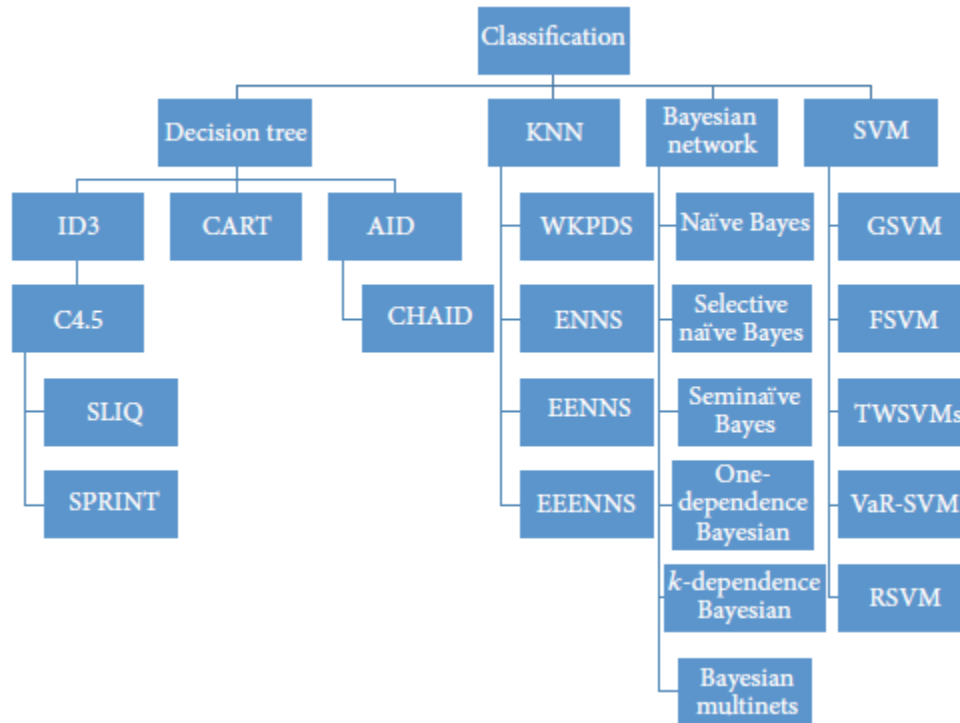 Classification
Decision tree
KNN
Bayesian
network
SVM
ID3
CART
AID
WKPDS
Naïve Bayes
GSVM
C4.5
CHAID
ENNS
Selective
naïve Bayes
FSVM
SLIQ
EENNS
Seminaïve
Bayes
TWSVMs
SPRINT
EEENNS
One-
dependence
Bayesian
VaR-SVM
k-dependence
Bayesian
RSVM
Bayesian
multinets